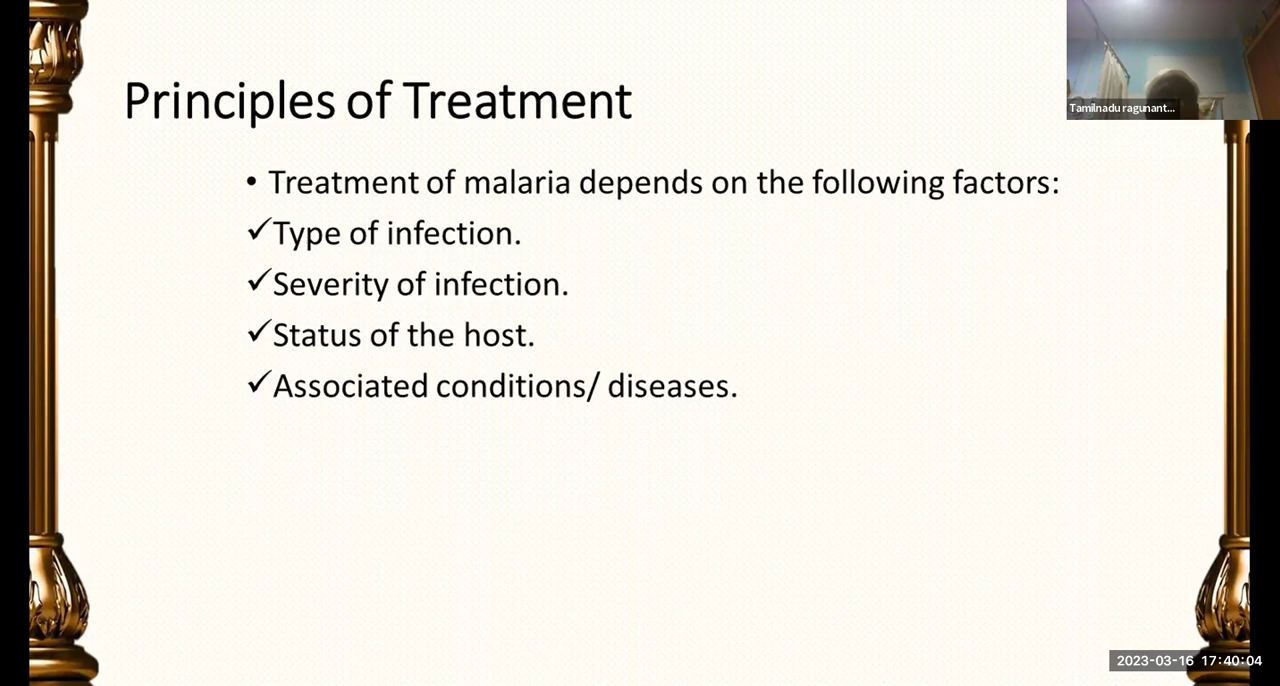 Tamilnadu ragunant...
Principles of Treatment
• Treatment of malaria depends on the following factors:
✓Type of infection.
✓Severity of infection.
✓Status of the host.
✓Associated conditions/ diseases.
2023-03-16 17:40:04